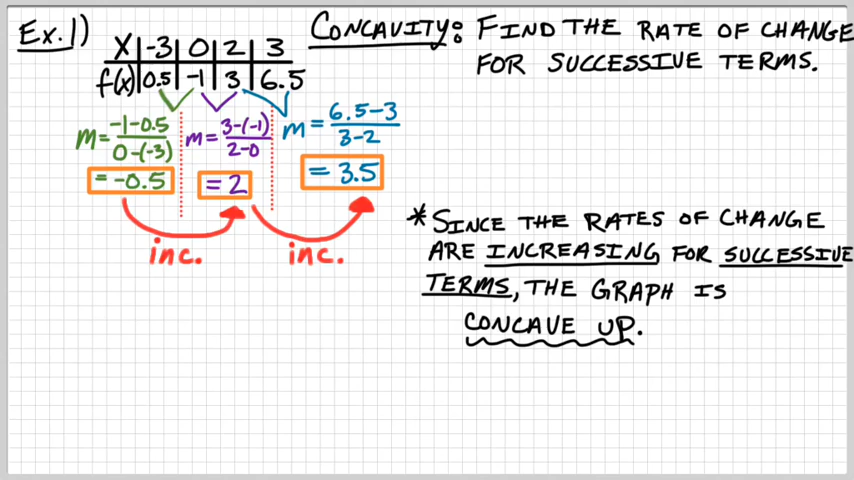 Ex. 1)
X | -3 | 0 | 2 | 3
f(x) | 0.5 | -1 | 3 | 6.5
CONCAVITY: FIND THE RATE OF CHANGE
FOR SUCCESSIVE TERMS.
m = -1-0.5 / 0-(-3)
= -0.5
m = 3-(-1) / 2-0
= 2
m = 6.5-3 / 3-2
= 3.5
inc.
inc.
* SINCE THE RATES OF CHANGE
ARE INCREASING FOR SUCCESSIVE
TERMS, THE GRAPH IS
CONCAVE UP.